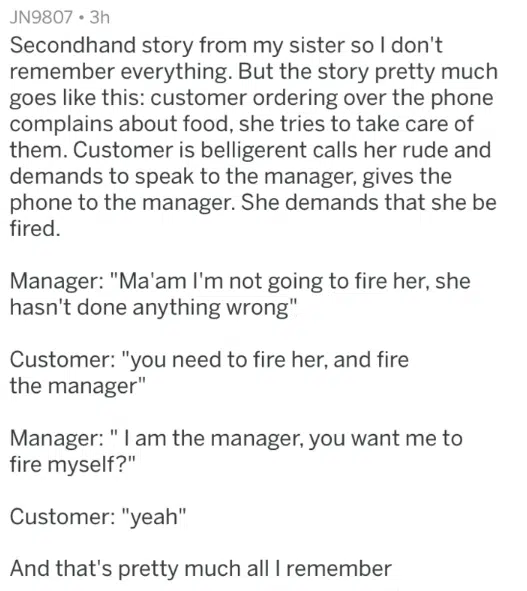 JN9807 • 3h
Secondhand story from my sister so I don't
remember everything. But the story pretty much
goes like this: customer ordering over the phone
complains about food, she tries to take care of
them. Customer is belligerent calls her rude and
demands to speak to the manager, gives the
phone to the manager. She demands that she be
fired.
Manager: "Ma'am I'm not going to fire her, she
hasn't done anything wrong"
Customer: "you need to fire her, and fire
the manager"
Manager: " I am the manager, you want me to
fire myself?"
Customer: "yeah"
And that's pretty much all I remember